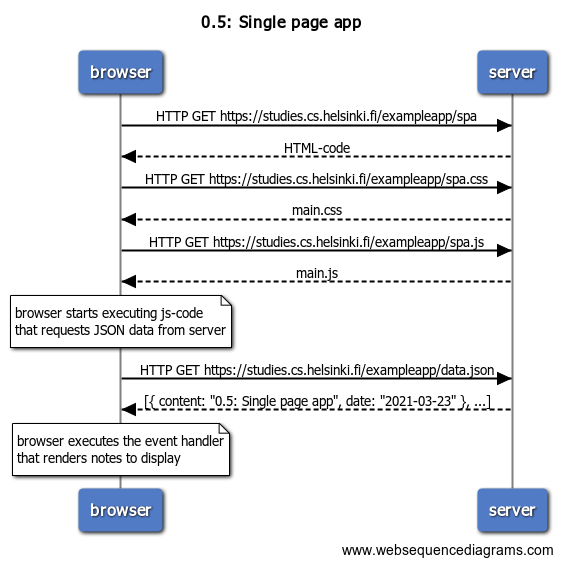 0.5: Single page app
browser
server
HTTP GET https://studies.cs.helsinki.fi/exampleapp/spa
HTML-code
HTTP GET https://studies.cs.helsinki.fi/exampleapp/spa.css
main.css
HTTP GET https://studies.cs.helsinki.fi/exampleapp/spa.js
main.js
browser starts executing js-code
that requests JSON data from server
HTTP GET https://studies.cs.helsinki.fi/exampleapp/data.json
[{ content: "0.5: Single page app", date: "2021-03-23" }, ...]
browser executes the event handler
that renders notes to display
browser
server
www.websequencediagrams.com